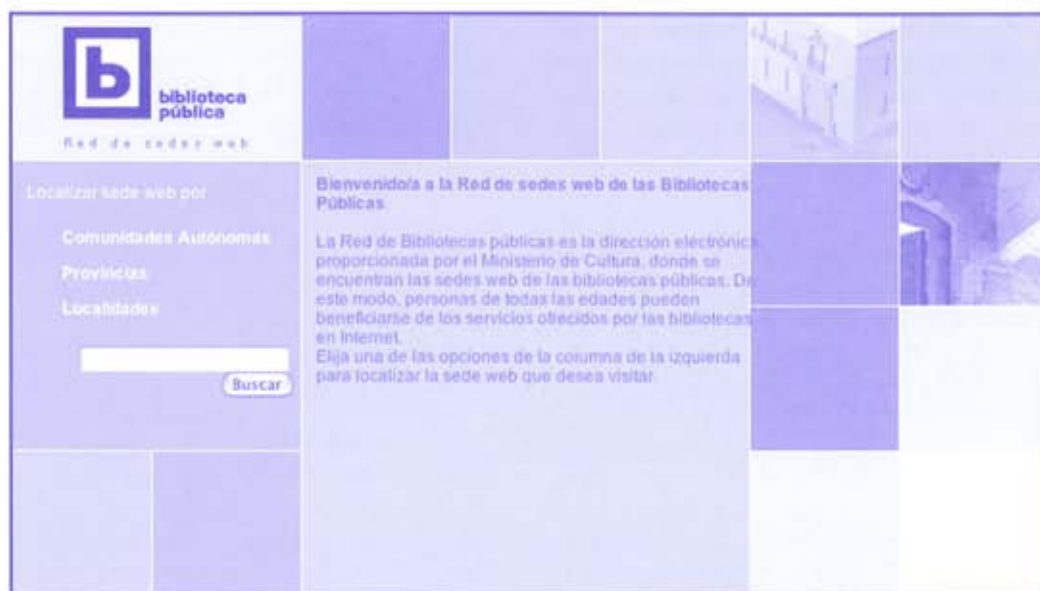 b
biblioteca
pública
Red de sedes web
Localizar sede web por
Comunidades Autónomas
Provincias
Localidades
Buscar
Bienvenido/a a la Red de sedes web de las Bibliotecas
Públicas
La Red de Bibliotecas públicas es la dirección electrónica
proporcionada por el Ministerio de Cultura, donde se
encuentran las sedes web de las bibliotecas públicas. De
este modo, personas de todas las edades pueden
beneficiarse de los servicios ofrecidos por las bibliotecas
en Internet.
Elija una de las opciones de la columna de la izquierda
para localizar la sede web que desea visitar